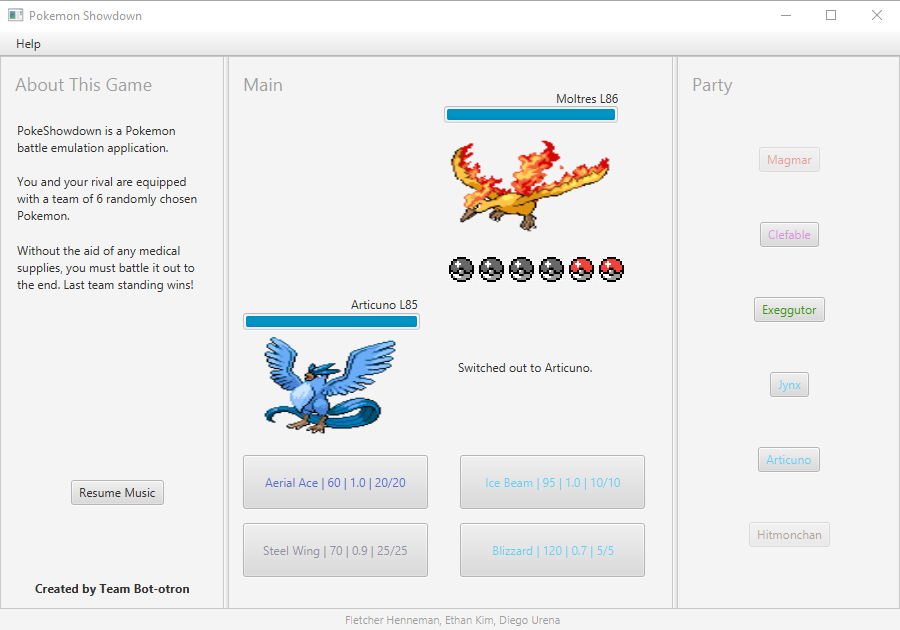 Pokemon Showdown
Help
About This Game
PokeShowdown is a Pokemon
battle emulation application.
You and your rival are equipped
with a team of 6 randomly chosen
Pokemon.
Without the aid of any medical
supplies, you must battle it out to
the end. Last team standing wins!
Resume Music
Created by Team Bot-otron
Main
Moltres L86
Articuno L85
Switched out to Articuno.
Aerial Ace | 60 | 1.0 | 20/20
Ice Beam | 95 | 1.0 | 10/10
Steel Wing | 70 | 0.9 | 25/25
Blizzard | 120 | 0.7 | 5/5
Party
Magmar
Clefable
Exeggutor
Jynx
Articuno
Hitmonchan
Fletcher Henneman, Ethan Kim, Diego Urena